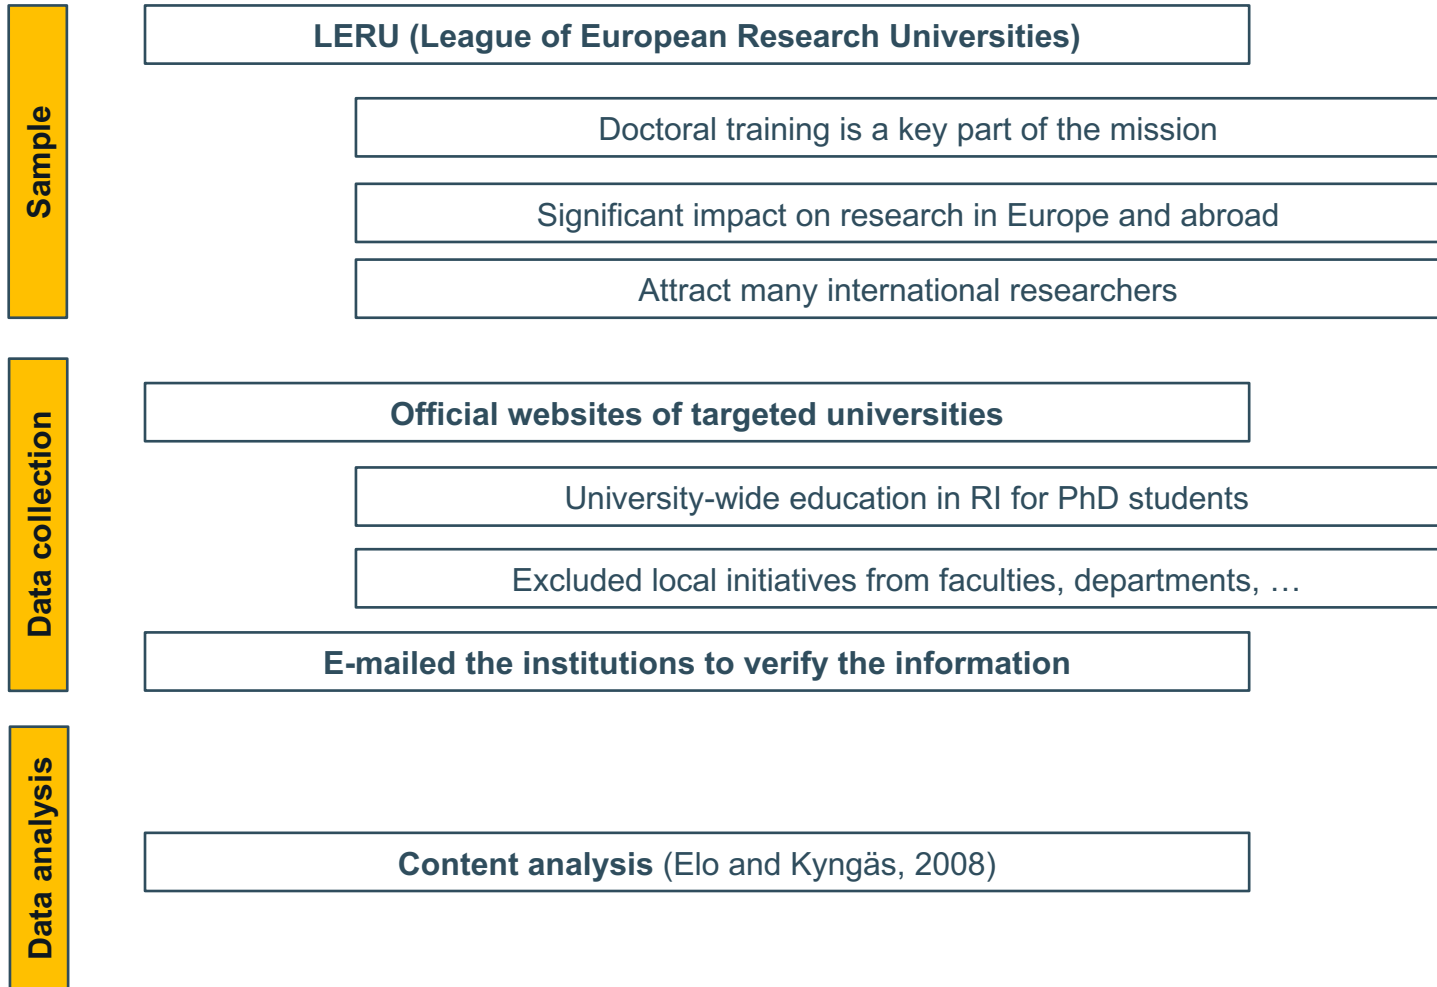 Sample
LERU (League of European Research Universities)
Doctoral training is a key part of the mission
Significant impact on research in Europe and abroad
Attract many international researchers
Data collection
Official websites of targeted universities
University-wide education in RI for PhD students
Excluded local initiatives from faculties, departments, …
E-mailed the institutions to verify the information
Data analysis
Content analysis (Elo and Kyngäs, 2008)